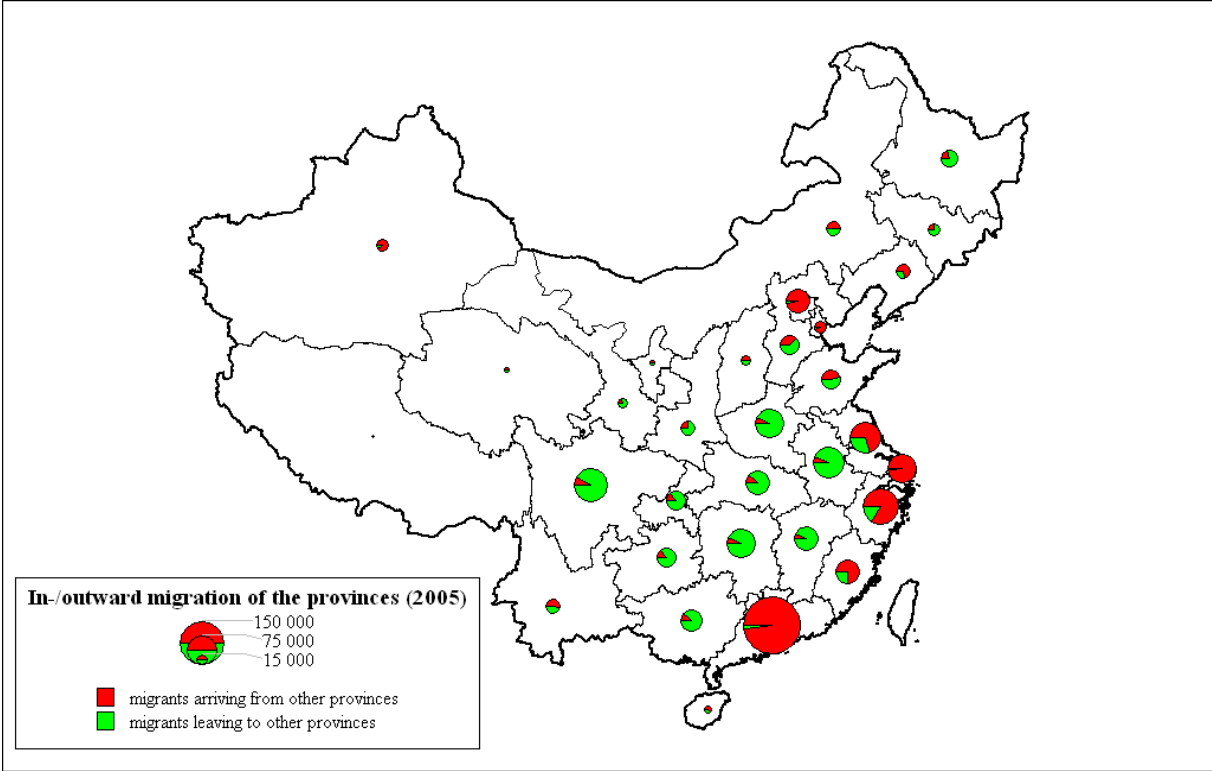 In-/outward migration of the provinces (2005)
150 000
75 000
15 000
migrants arriving from other provinces
migrants leaving to other provinces